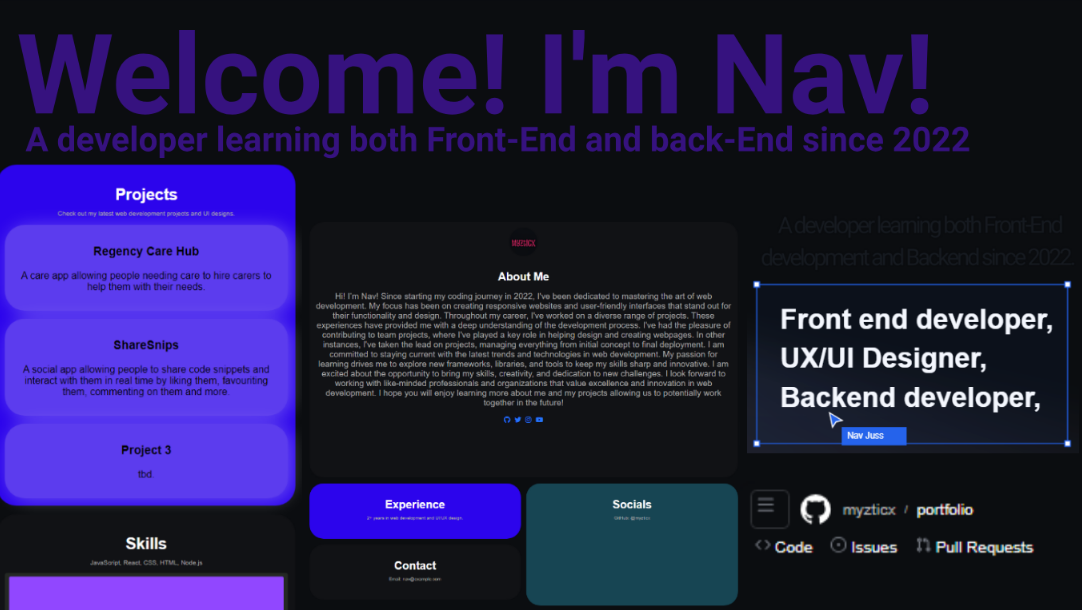 Welcome! I'm Nav!
A developer learning both Front-End and back-End since 2022
Projects
Check out my latest web development projects and UI designs.
Regency Care Hub
A care app allowing people needing care to hire carers to
help them with their needs.
ShareSnips
A social app allowing people to share code snippets and
interact with them in real time by liking them, favourting
them, commenting on them and more.
Project 3
tbd.
Skills
JavaScript, React, CSS, HTML, Node.js
About Me
Hi! I'm Nav! Since starting my coding journey in 2022, I've been dedicated to mastering the art of web
development. My focus has been on creating responsive websites and user-friendly interfaces that stand out for
their functionality and design. Throughout my career, I've worked on a diverse range of projects. These
experiences have provided me with a deep understanding of the development process. I've had the pleasure of
contributing to team projects, where I've played a key role in helping design and creating webpages. In other
instances, I've taken the lead on projects, managing everything from initial concept to final deployment. I am
committed to staying current with the latest trends and technologies in web development. My passion for
learning drives me to explore new frameworks, libraries, and tools to keep my skills sharp and innovative. I am
excited about the opportunity to bring my skills, creativity, and dedication to new challenges. I look forward to
working with like-minded professionals and organizations that value excellence and innovation in web
development. I hope you will enjoy learning more about me and my projects allowing us to potentially work
together in the future!
Experience
2+ years in web development and UI/UX design.
Contact
Socials
GitHub: @myzticx
A developer learning both Front-End
development and Backend since 2022.
Front end developer,
UX/UI Designer,
Backend developer,
Nav Juss
myzticx / portfolio
Code Issues Pull Requests